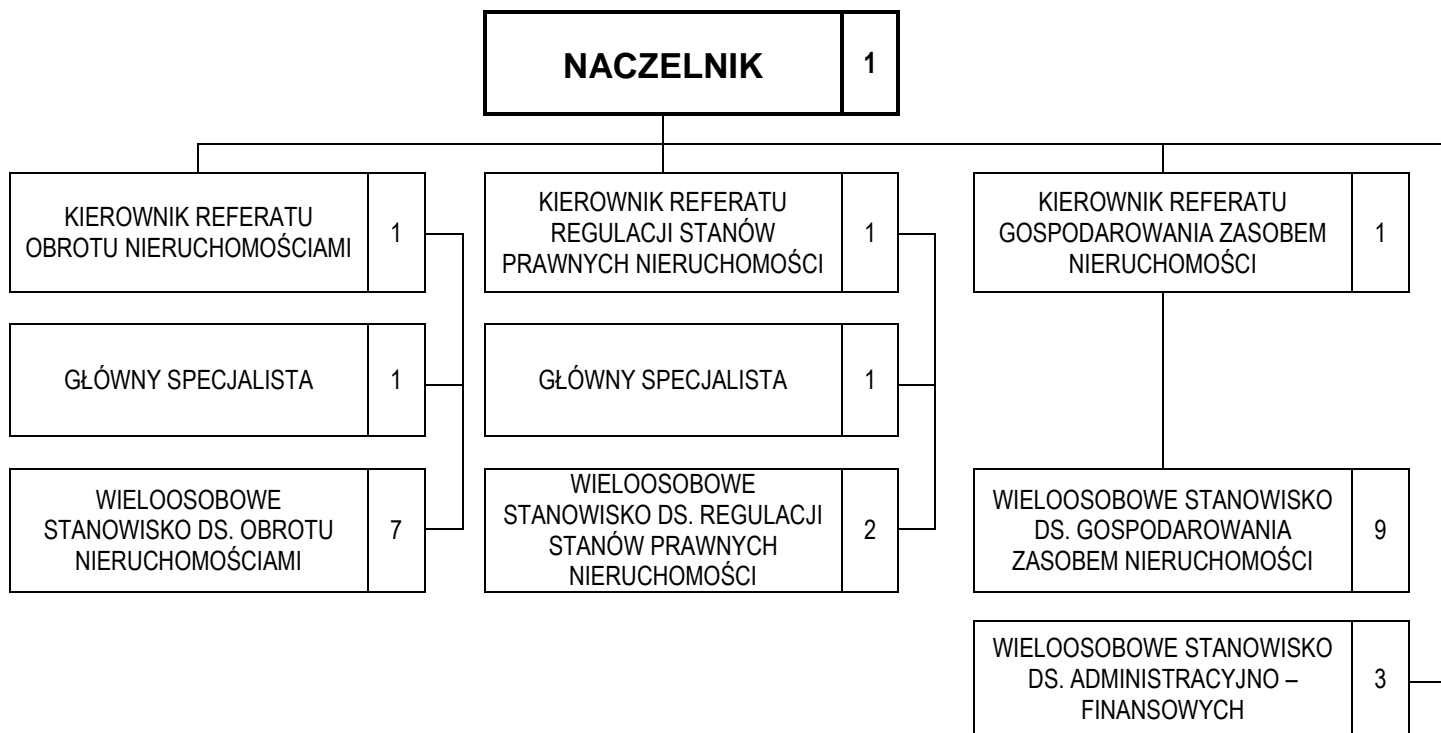 NACZELNIK
1
KIEROWNIK REFERATU
OBROTU NIERUCHOMOŚCIAMI
1
KIEROWNIK REFERATU
REGULACJI STANÓW
PRAWNYCH NIERUCHOMOŚCI
1
KIEROWNIK REFERATU
GOSPODAROWANIA ZASOBEM
NIERUCHOMOŚCI
1
GŁÓWNY SPECJALISTA
1
GŁÓWNY SPECJALISTA
1
WIELOOSOBOWE
STANOWISKO DS. OBROTU
NIERUCHOMOŚCIAMI
7
WIELOOSOBOWE
STANOWISKO DS. REGULACJI
STANÓW PRAWNYCH
NIERUCHOMOŚCI
2
WIELOOSOBOWE STANOWISKO
DS. GOSPODAROWANIA
ZASOBEM NIERUCHOMOŚCI
9
WIELOOSOBOWE STANOWISKO
DS. ADMINISTRACYJNO –
FINANSOWYCH
3